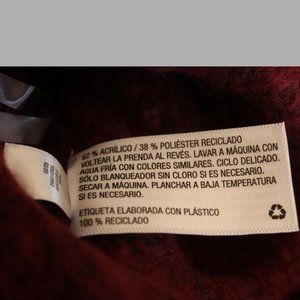 62 % ACRÍLICO / 38 % POLIÉSTER RECICLADO
VOLTEAR LA PRENDA AL REVÉS. LAVAR A MÁQUINA CON
AGUA FRÍA CON COLORES SIMILARES. CICLO DELICADO.
SÓLO BLANQUEADOR SIN CLORO SI ES NECESARIO.
SECAR A MÁQUINA. PLANCHAR A BAJA TEMPERATURA
SI ES NECESARIO.
ETIQUETA ELABORADA CON PLÁSTICO
100 % RECICLADO